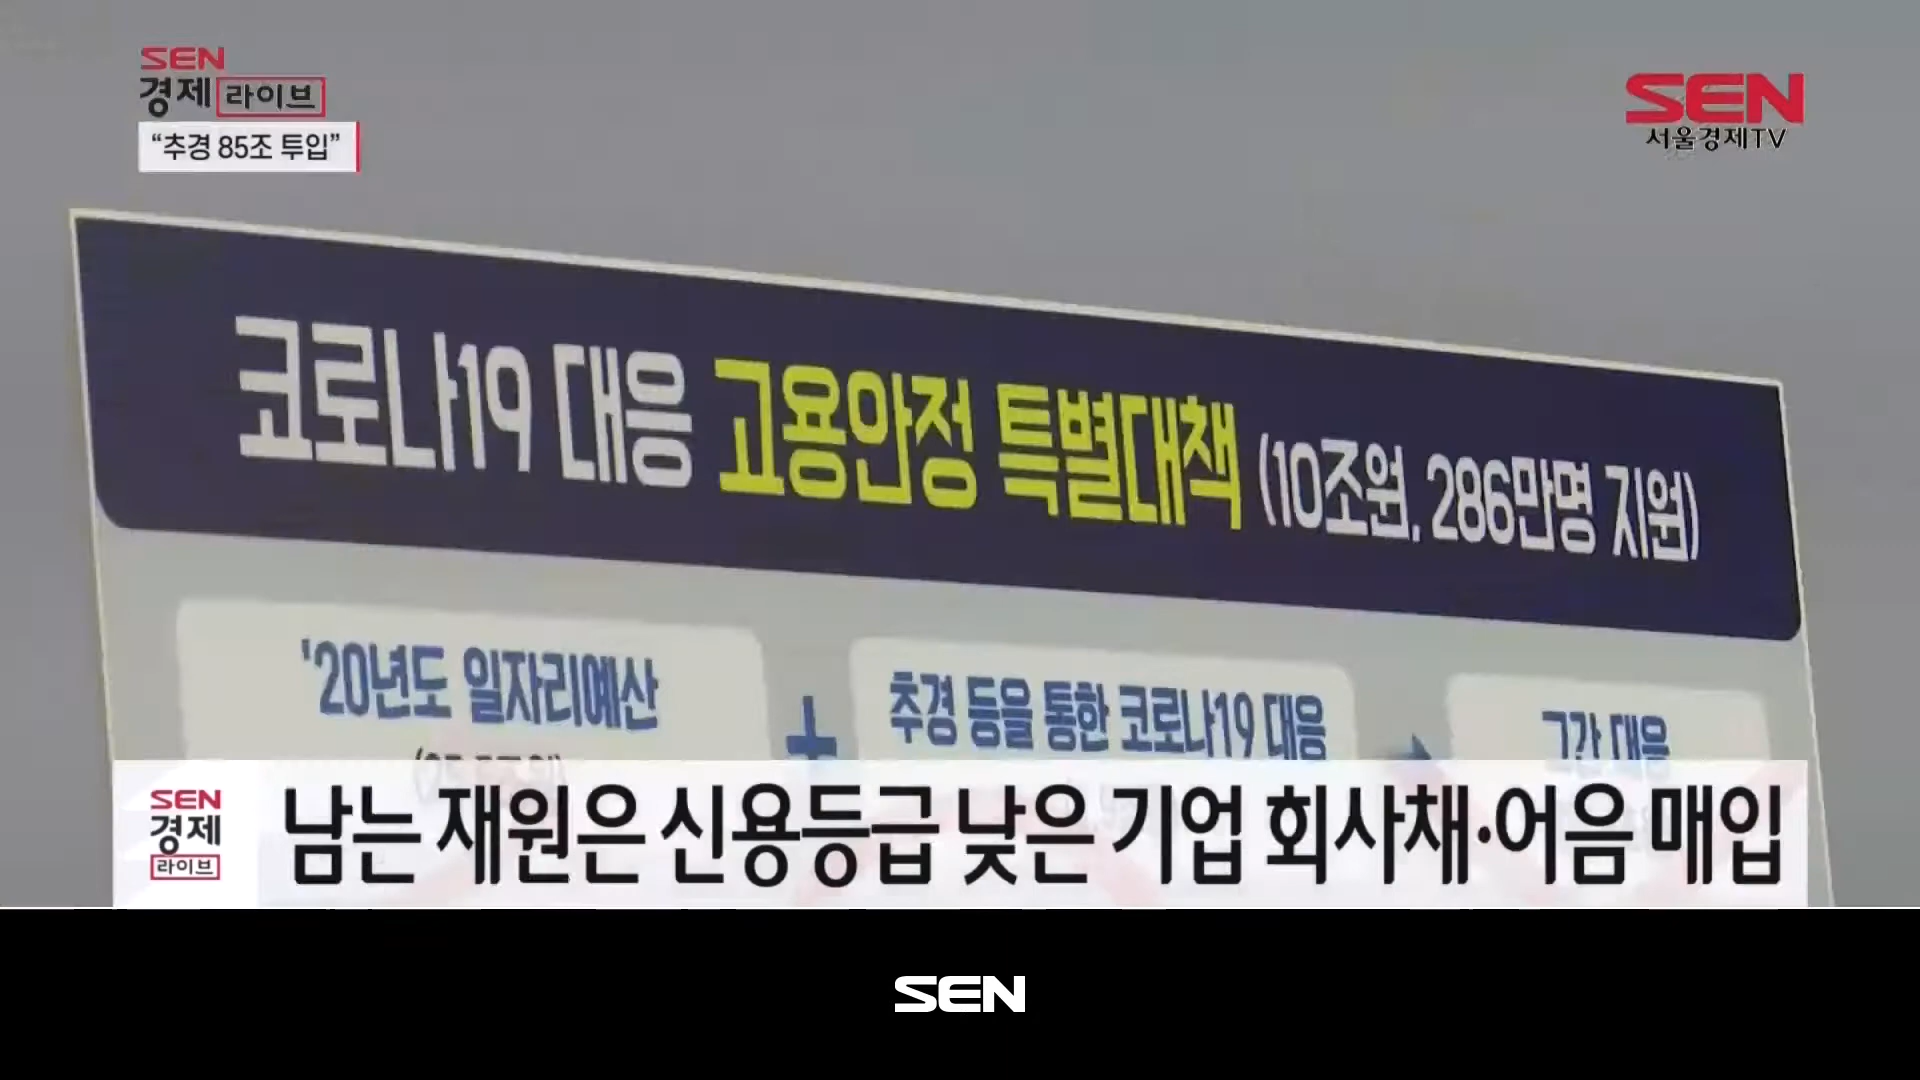 SEN
경제 라이브
“추경 85조 투입”
SEN
서울경제TV
코로나19 대응 고용안정 특별대책 (10조원, 286만명 지원)
'20년도 일자리예산
+
추경 등을 통한 코로나19 대응
그간 대응
SEN
경제
라이브
남는 재원은 신용등급 낮은 기업 회사채·어음 매입
SEN